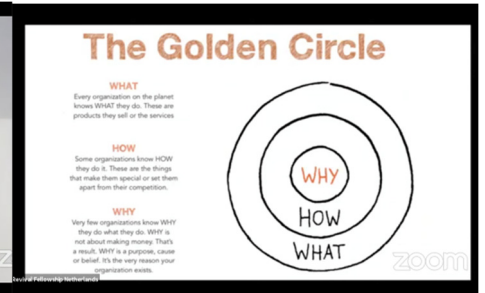 The Golden Circle
WHAT
Every organization on the planet
knows WHAT they do. These are
products they sell or the services
HOW
Some organizations know HOW
they do it. These are the things
that make them special or set them
apart from their competition.
WHY
Very few organizations know WHY
they do what they do. WHY is
not about making money. That's
a result. WHY is a purpose, cause
or belief. It's the very reason your
organization exists.
WHY
HOW
WHAT
zoom
Revival Fellowship Netherlands